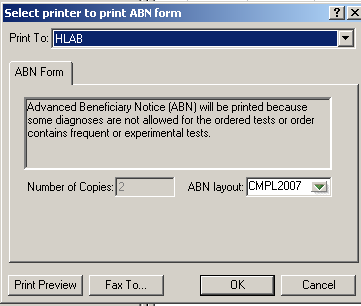 Select printer to print ABN form
Print To: HLAB
ABN Form
Advanced Beneficiary Notice (ABN) will be printed because
some diagnoses are not allowed for the ordered tests or order
contains frequent or experimental tests.
Number of Copies: 2 ABN layout: CMPL2007
Print Preview Fax To... OK Cancel